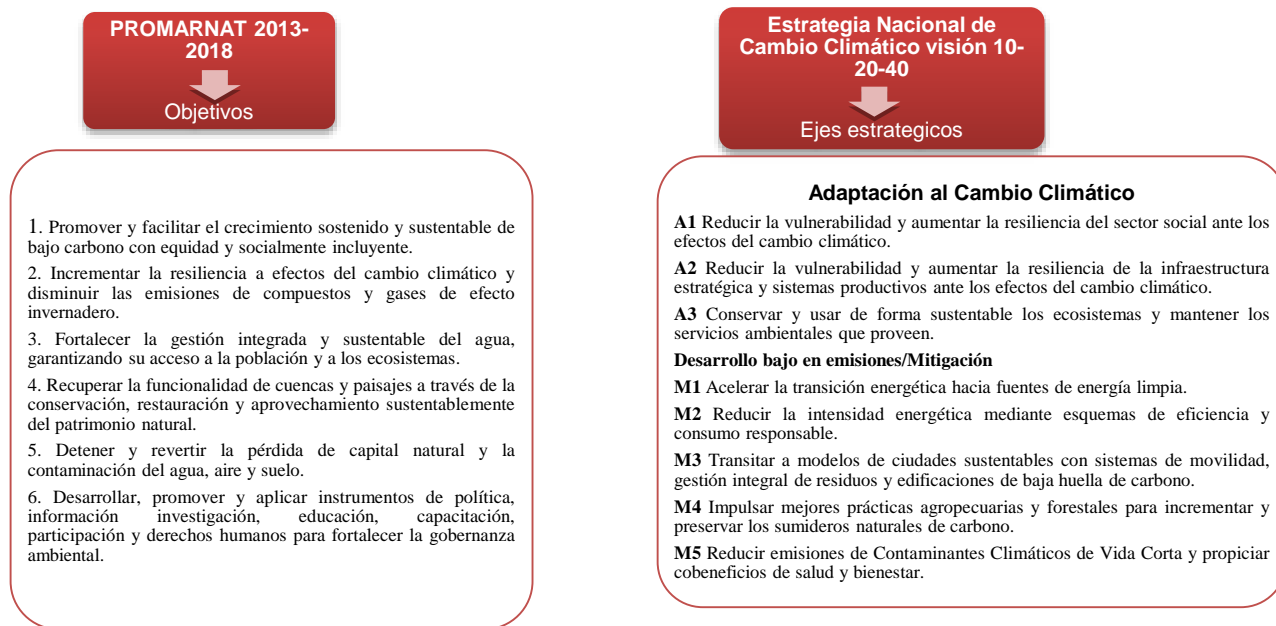 PROMARNAT 2013-
2018
Objetivos
1. Promover y facilitar el crecimiento sostenido y sustentable de
bajo carbono con equidad y socialmente incluyente.
2. Incrementar la resiliencia a efectos del cambio climático y
disminuir las emisiones de compuestos y gases de efecto
invernadero.
3. Fortalecer la gestión integrada y sustentable del agua,
garantizando su acceso a la población y a los ecosistemas.
4. Recuperar la funcionalidad de cuencas y paisajes a través de la
conservación, restauración y aprovechamiento sustentablemente
del patrimonio natural.
5. Detener y revertir la pérdida de capital natural y la
contaminación del agua, aire y suelo.
6. Desarrollar, promover y aplicar instrumentos de política,
información investigación, educación, capacitación,
participación y derechos humanos para fortalecer la gobernanza
ambiental.
Estrategia Nacional de
Cambio Climático visión 10-
20-40
Ejes estrategicos
Adaptación al Cambio Climático
A1 Reducir la vulnerabilidad y aumentar la resiliencia del sector social ante los
efectos del cambio climático.
A2 Reducir la vulnerabilidad y aumentar la resiliencia de la infraestructura
estratégica y sistemas productivos ante los efectos del cambio climático.
A3 Conservar y usar de forma sustentable los ecosistemas y mantener los
servicios ambientales que proveen.
Desarrollo bajo en emisiones/Mitigación
M1 Acelerar la transición energética hacia fuentes de energía limpia.
M2 Reducir la intensidad energética mediante esquemas de eficiencia y
consumo responsable.
M3 Transitar a modelos de ciudades sustentables con sistemas de movilidad,
gestión integral de residuos y edificaciones de baja huella de carbono.
M4 Impulsar mejores prácticas agropecuarias y forestales para incrementar y
preservar los sumideros naturales de carbono.
M5 Reducir emisiones de Contaminantes Climáticos de Vida Corta y propiciar
cobeneficios de salud y bienestar.